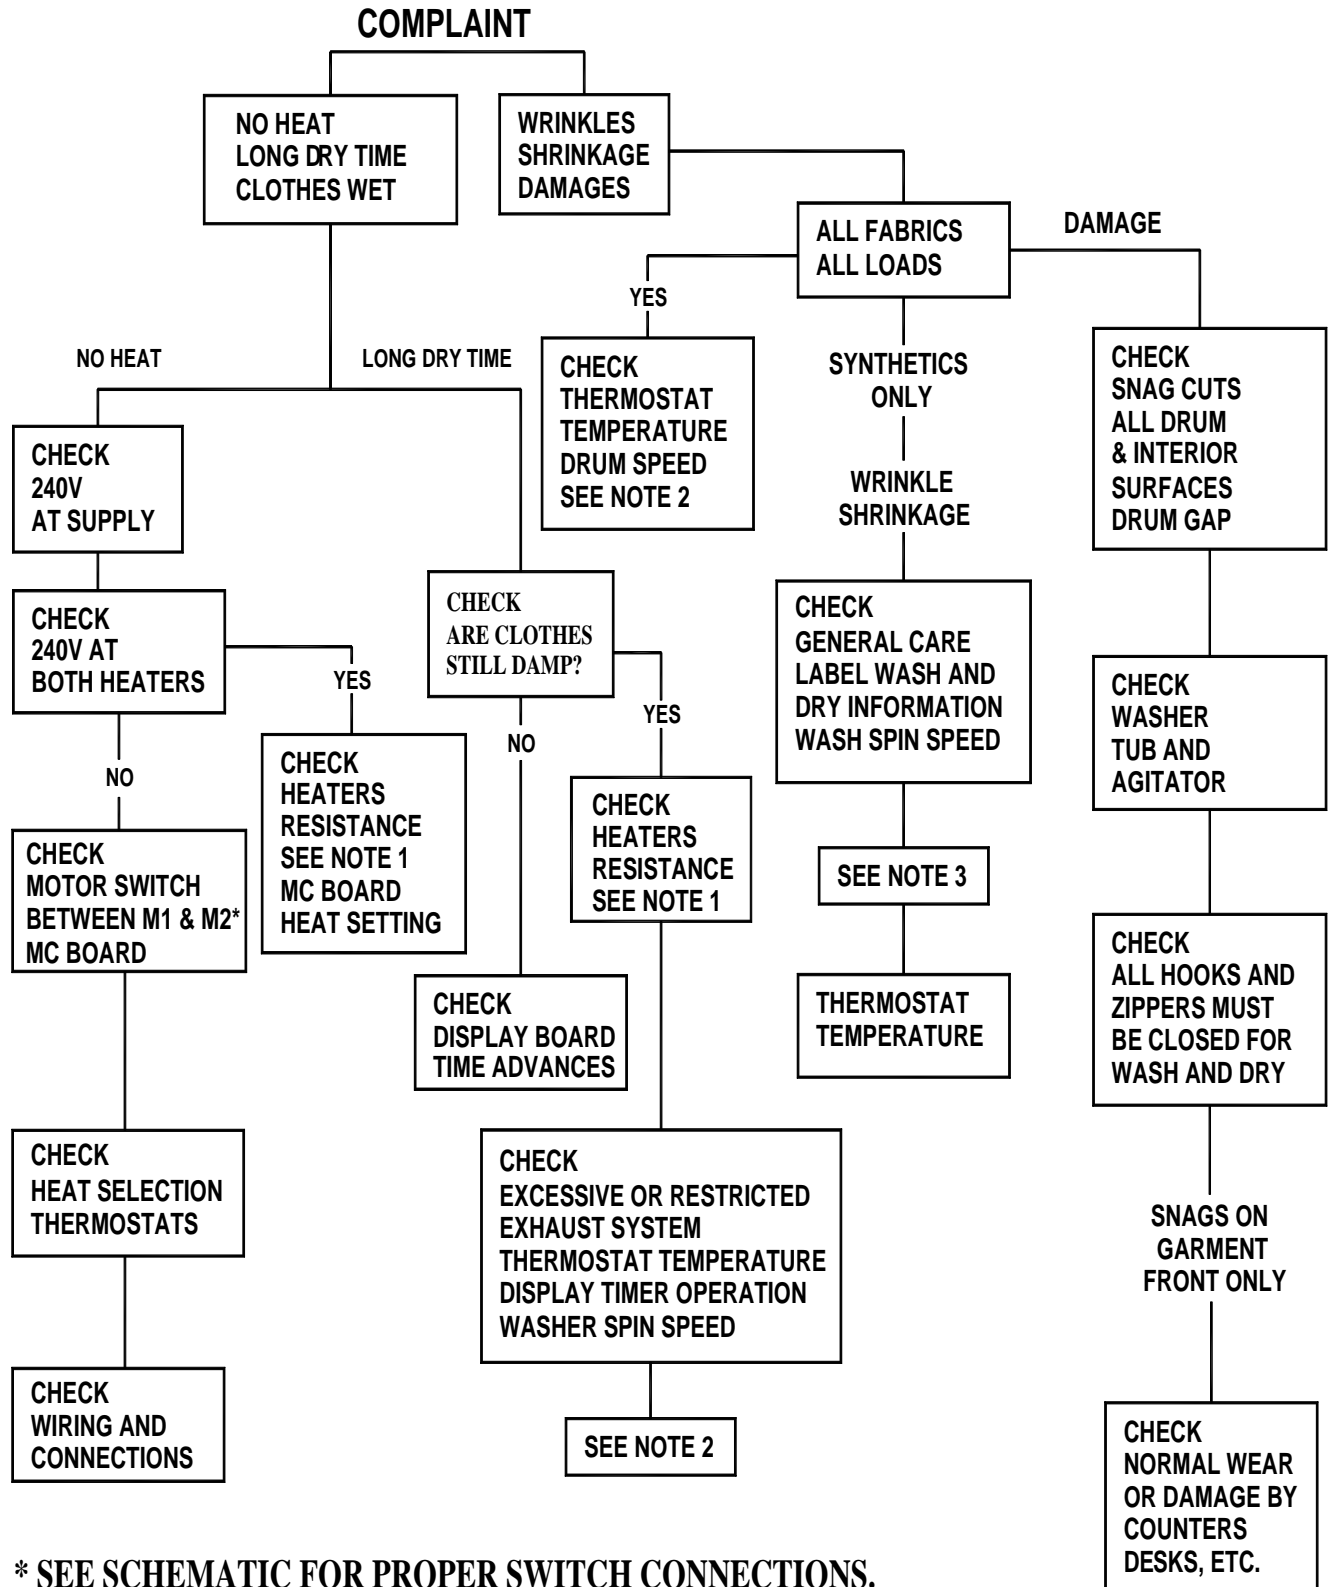 COMPLAINT
NO HEAT
LONG DRY TIME
CLOTHES WET
WRINKLES
SHRINKAGE
DAMAGES
ALL FABRICS
ALL LOADS
DAMAGE
NO HEAT
LONG DRY TIME
CHECK
240V
AT SUPPLY
CHECK
240V AT
BOTH HEATERS
YES
NO
CHECK
HEATERS
RESISTANCE
SEE NOTE 1
MC BOARD
HEAT SETTING
CHECK
MOTOR SWITCH
BETWEEN M1 & M2*
MC BOARD
CHECK
HEAT SELECTION
THERMOSTATS
CHECK
WIRING AND
CONNECTIONS
CHECK
ARE CLOTHES
STILL DAMP?
NO
YES
CHECK
DISPLAY BOARD
TIME ADVANCES
CHECK
HEATERS
RESISTANCE
SEE NOTE 1
CHECK
EXCESSIVE OR RESTRICTED
EXHAUST SYSTEM
THERMOSTAT TEMPERATURE
DISPLAY TIMER OPERATION
WASHER SPIN SPEED
SEE NOTE 2
YES
CHECK
THERMOSTAT
TEMPERATURE
DRUM SPEED
SEE NOTE 2
SYNTHETICS
ONLY
WRINKLE
SHRINKAGE
CHECK
GENERAL CARE
LABEL WASH AND
DRY INFORMATION
WASH SPIN SPEED
SEE NOTE 3
THERMOSTAT
TEMPERATURE
CHECK
SNAG CUTS
ALL DRUM
& INTERIOR
SURFACES
DRUM GAP
CHECK
WASHER
TUB AND
AGITATOR
CHECK
ALL HOOKS AND
ZIPPERS MUST
BE CLOSED FOR
WASH AND DRY
SNAGS ON
GARMENT
FRONT ONLY
CHECK
NORMAL WEAR
OR DAMAGE BY
COUNTERS
DESKS, ETC.
* SEE SCHEMATIC FOR PROPER SWITCH CONNECTIONS.